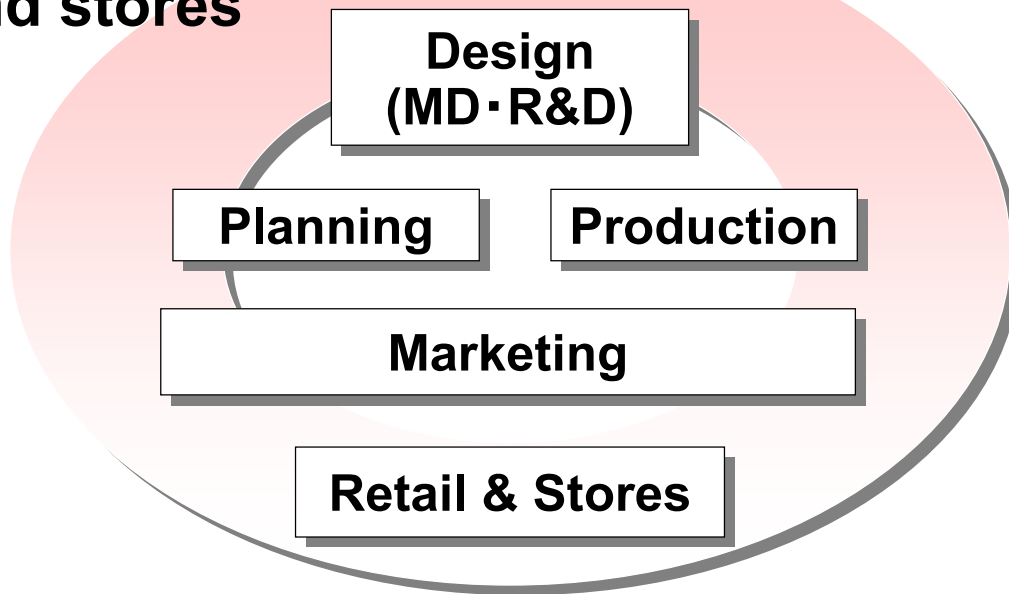 stores
Design
(MD･R&D)
Planning
Production
Marketing
Retail & Stores